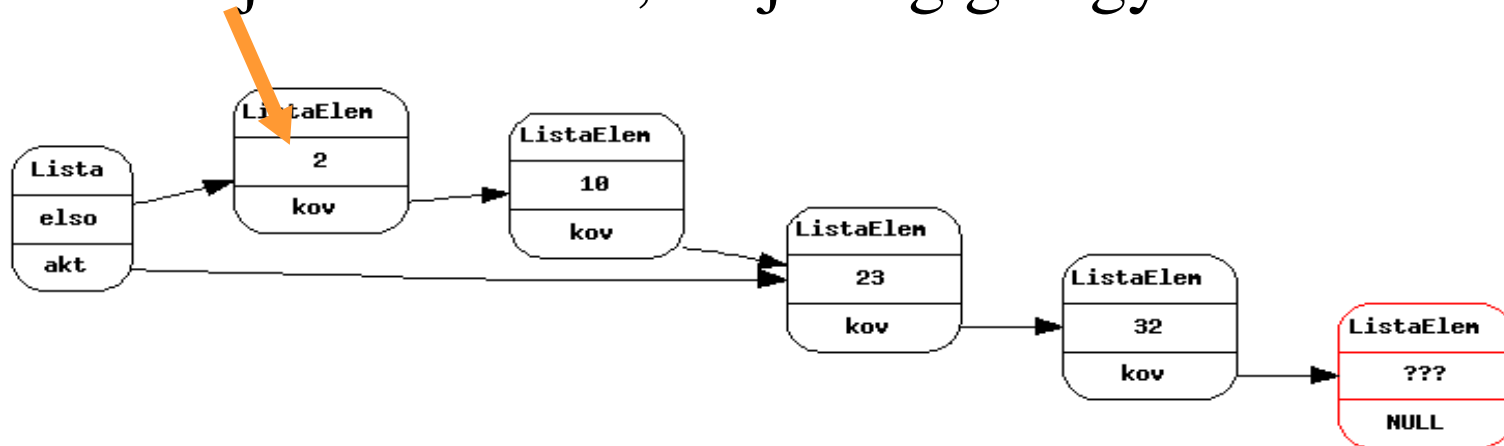 Lista
elso
akt
ListaElem
2
kov
ListaElem
10
kov
ListaElem
23
kov
ListaElem
32
kov
ListaElem
???
NULL